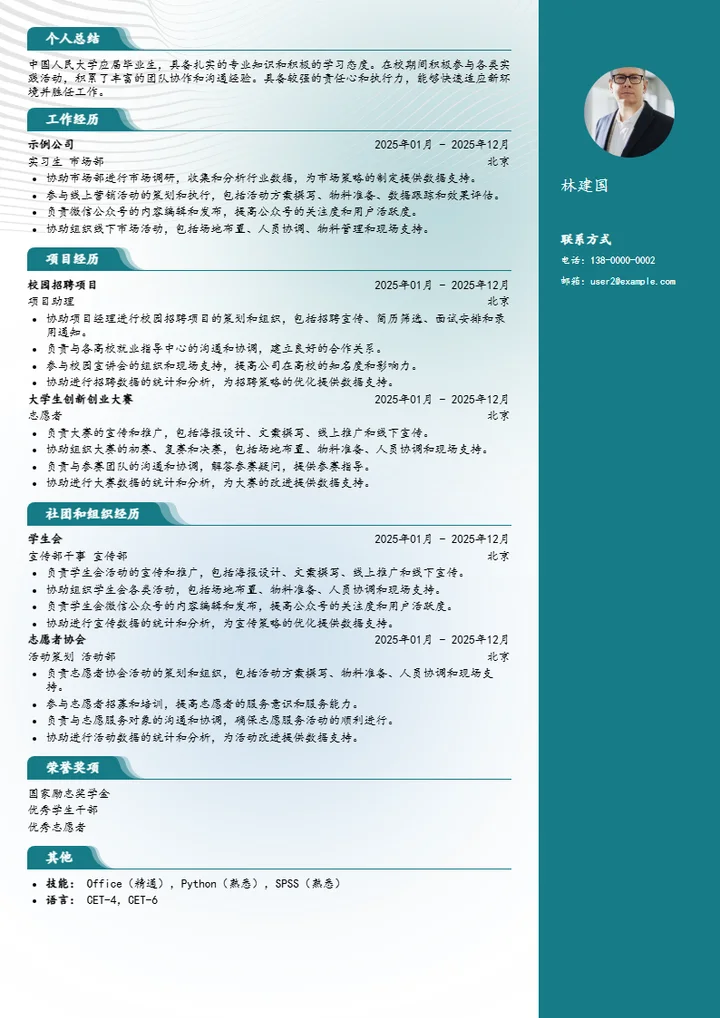 个人总结
中国人民大学应届毕业生，具备扎实的专业知识和积极的学习态度。在校期间积极参与各类实
践活动，积累了丰富的团队协作和沟通经验。具备较强的责任心和执行力，能够快速适应新环
境并胜任工作。
工作经历
示例公司 2025年01月 - 2025年12月
实习生 市场部 北京
• 协助市场部进行市场调研，收集和分析行业数据，为市场策略的制定提供数据支持。
• 参与线上营销活动的策划和执行，包括活动方案撰写、物料准备、数据跟踪和效果评估。
• 负责微信公众号的内容编辑和发布，提高公众号的关注度和用户活跃度。
• 协助组织线下市场活动，包括场地布置、人员协调、物料管理和现场支持。
项目经历
校园招聘项目 2025年01月 - 2025年12月
项目助理 北京
• 协助项目经理进行校园招聘项目的策划和组织，包括招聘宣传、简历筛选、面试安排和录
用通知。
• 负责与各高校就业指导中心的沟通和协调，建立良好的合作关系。
• 参与校园宣讲会的组织和现场支持，提高公司在高校的知名度和影响力。
• 协助进行招聘数据的统计和分析，为招聘策略的优化提供数据支持。
大学生创新创业大赛 2025年01月 - 2025年12月
志愿者 北京
• 负责大赛的宣传和推广，包括海报设计、文案撰写、线上推广和线下宣传。
• 协助组织大赛的初赛、复赛和决赛，包括场地布置、物料准备、人员协调和现场支持。
• 负责与参赛团队的沟通和协调，解答参赛疑问，提供参赛指导。
• 协助进行大赛数据的统计和分析，为大赛的改进提供数据支持。
社团和组织经历
学生会 2025年01月 - 2025年12月
宣传部干事 宣传部 北京
• 负责学生会活动的宣传和推广，包括海报设计、文案撰写、线上推广和线下宣传。
• 协助组织学生会各类活动，包括场地布置、物料准备、人员协调和现场支持。
• 负责学生会微信公众号的内容编辑和发布，提高公众号的关注度和用户活跃度。
• 协助进行宣传数据的统计和分析，为宣传策略的优化提供数据支持。
志愿者协会 2025年01月 - 2025年12月
活动策划 活动部 北京
• 负责志愿者协会活动的策划和组织，包括活动方案撰写、物料准备、人员协调和现场支
持。
• 参与志愿者招募和培训，提高志愿者的服务意识和服务能力。
• 负责与志愿服务对象的沟通和协调，确保志愿服务活动的顺利进行。
• 协助进行活动数据的统计和分析，为活动改进提供数据支持。
荣誉奖项
国家励志奖学金
优秀学生干部
优秀志愿者
其他
• 技能： Office（精通）, Python（熟悉）, SPSS（熟悉）
• 语言： CET-4, CET-6
林建国
联系方式
电话：138-0000-0002
邮箱：user2@example.com